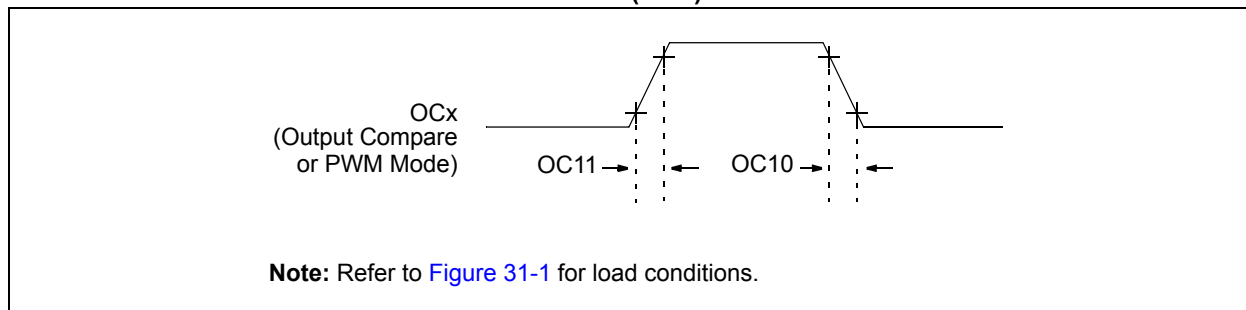 OCx
(Output Compare
or PWM Mode)
OC11
OC10
Note: Refer to Figure 31-1 for load conditions.